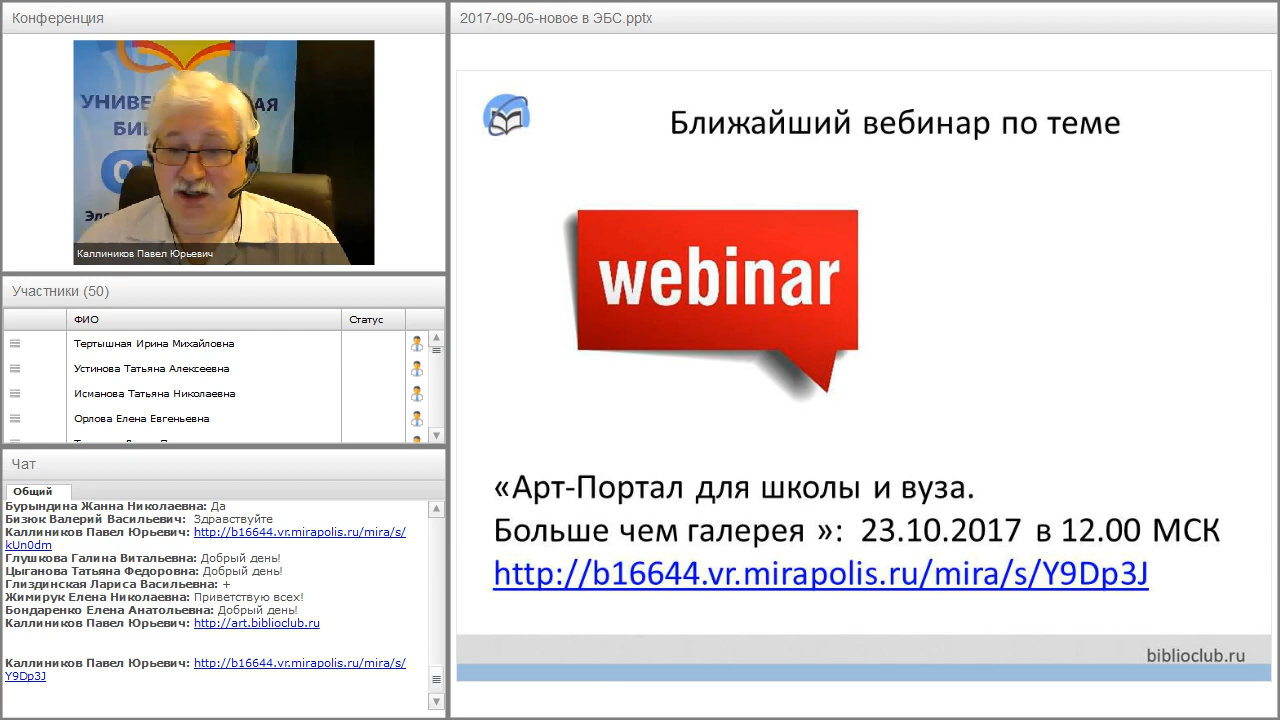 Конференция
УНИВЕ
АЯ
БИБ
Эле
Каллиников Павел Юрьевич
Участники (50)
ФИО
Статус
Тертышная Ирина Михайловна
Устинова Татьяна Алексеевна
Исманова Татьяна Николаевна
Орлова Елена Евгеньевна
Чат
Общий
Бурындина Жанна Николаевна: Да
Бизюк Валерий Васильевич: Здравствуйте
Каллиников Павел Юрьевич: http://b16644.vr.mirapolis.ru/mira/s/
kUn0dm
Глушкова Галина Витальевна: Добрый день!
Цыганова Татьяна Федоровна: Добрый день!
Глиздинская Лариса Васильевна: +
Жимирук Елена Николаевна: Приветствую всех!
Бондаренко Елена Анатольевна: Добрый день!
Каллиников Павел Юрьевич: http://art.biblioclub.ru
Каллиников Павел Юрьевич: http://b16644.vr.mirapolis.ru/mira/s/
Y9Dp3J
2017-09-06-новое в ЭБС.pptx
Ближайший вебинар по теме
webinar
«Арт-Портал для школы и вуза.
Больше чем галерея »: 23.10.2017 в 12.00 МСК
http://b16644.vr.mirapolis.ru/mira/s/Y9Dp3J
biblioclub.ru